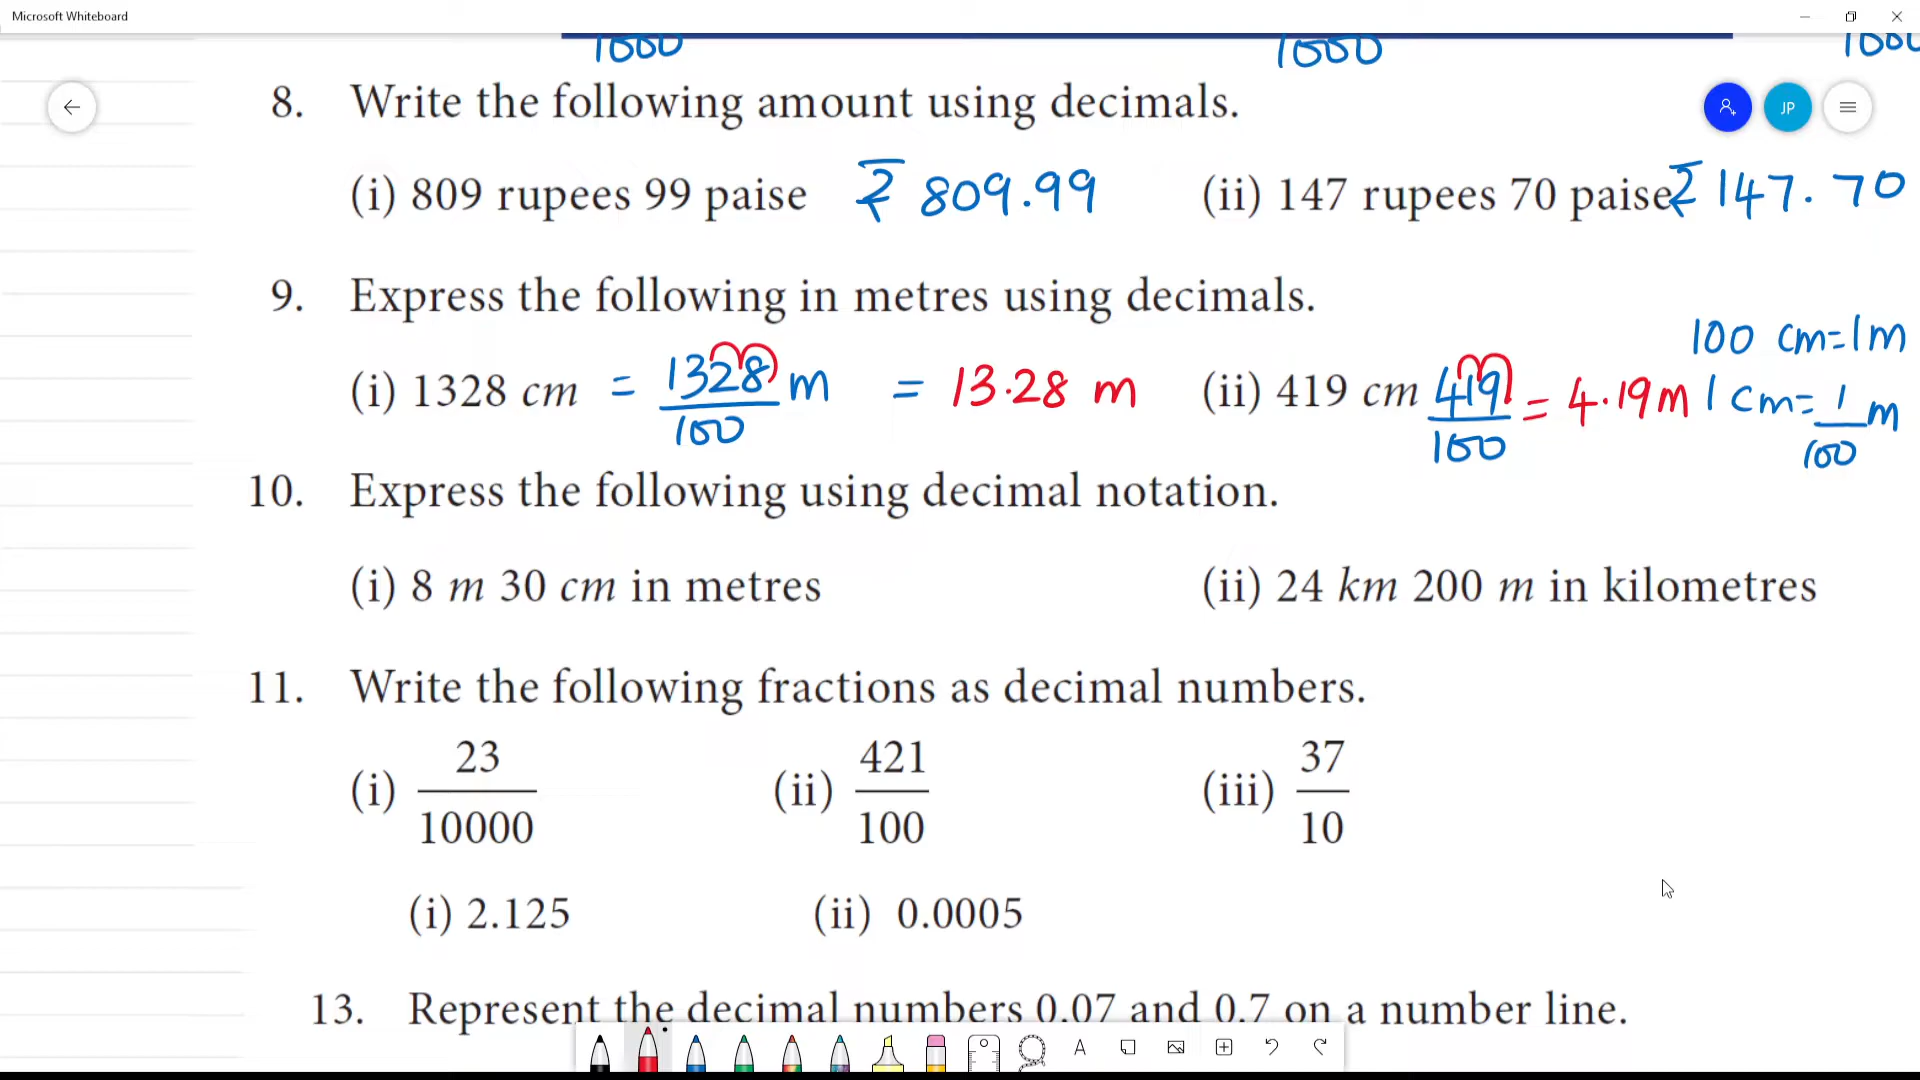 Microsoft Whiteboard
1000 1000 1000
8. Write the following amount using decimals.
JP
(i) 809 rupees 99 paise ₹ 809.99 (ii) 147 rupees 70 paise ₹ 147.70
9. Express the following in metres using decimals.
100 cm = 1 m
(i) 1328 cm = 1328/100 m = 13.28 m (ii) 419 cm 419/100 = 4.19 m 1 cm = 1/100 m
10. Express the following using decimal notation.
(i) 8 m 30 cm in metres (ii) 24 km 200 m in kilometres
11. Write the following fractions as decimal numbers.
(i) 23/10000 (ii) 421/100 (iii) 37/10
(i) 2.125 (ii) 0.0005
13. Represent the decimal numbers 0.07 and 0.7 on a number line.